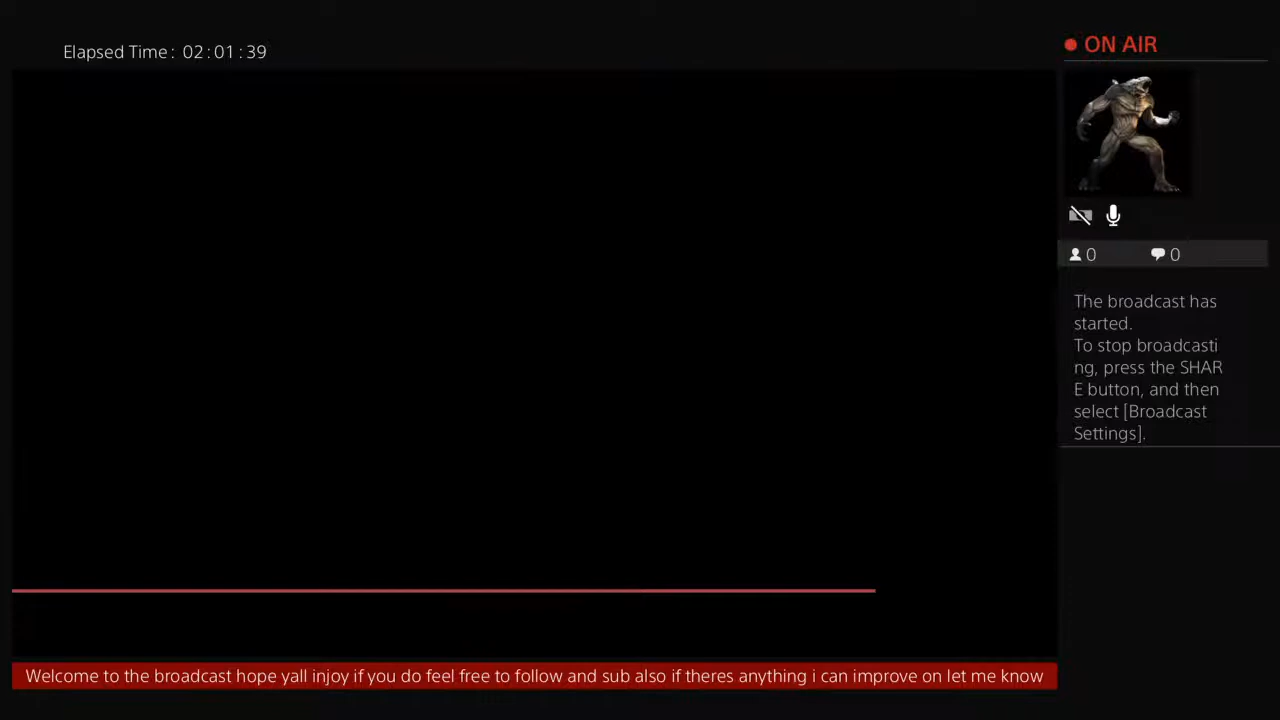 Elapsed Time: 02:01:39
ON AIR
0 0
The broadcast has
started.
To stop broadcasti
ng, press the SHAR
E button, and then
select [Broadcast
Settings].
Welcome to the broadcast hope yall injoy if you do feel free to follow and sub also if theres anything i can improve on let me know